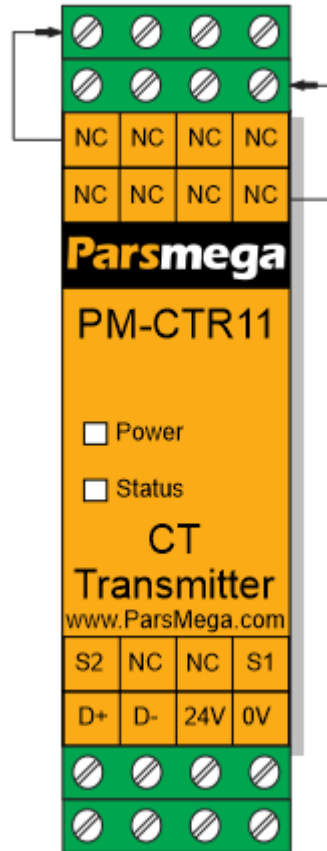 NC NC NC NC
NC NC NC NC
Parsmega
PM-CTR11
Power
Status
CT
Transmitter
www.ParsMega.com
S2 NC NC S1
D+ D- 24V 0V